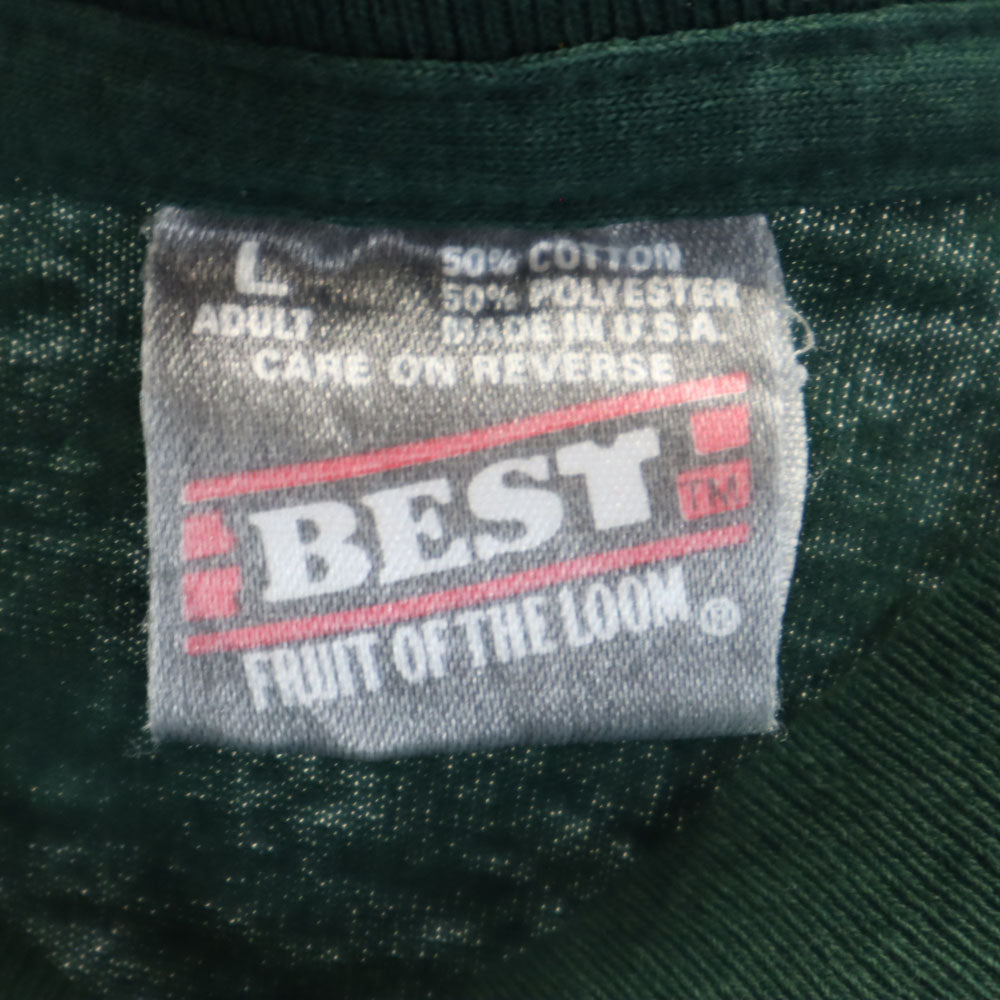 L
ADULT
50% COTTON
50% POLYESTER
MADE IN U.S.A.
CARE ON REVERSE
BEST
TM
FRUIT OF THE LOOM®